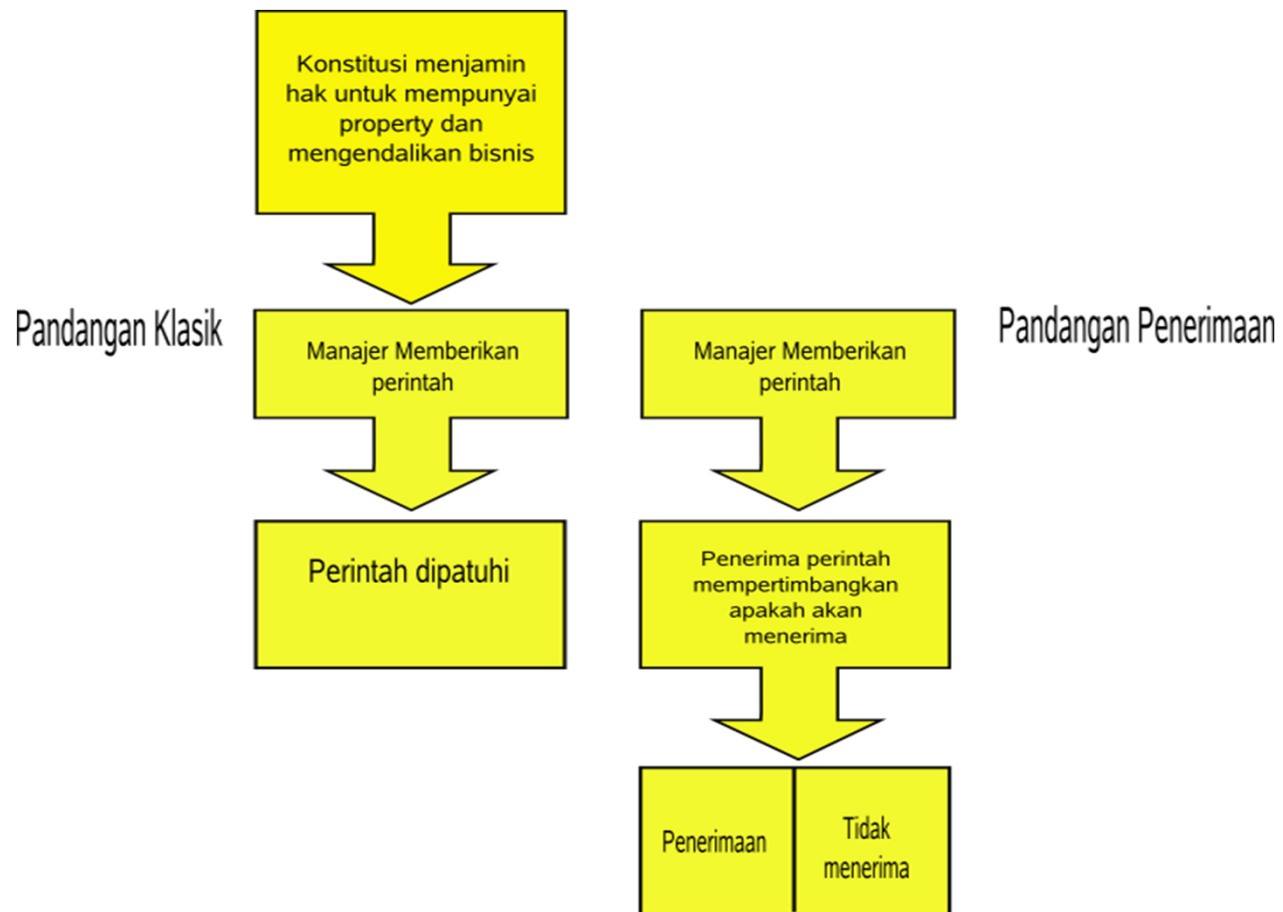 Konstitusi menjamin
hak untuk mempunyai
property dan
mengendalikan bisnis
Pandangan Klasik
Manajer Memberikan
perintah
Perintah dipatuhi
Pandangan Penerimaan
Manajer Memberikan
perintah
Penerima perintah
mempertimbangkan
apakah akan
menerima
Penerimaan
Tidak
menerima